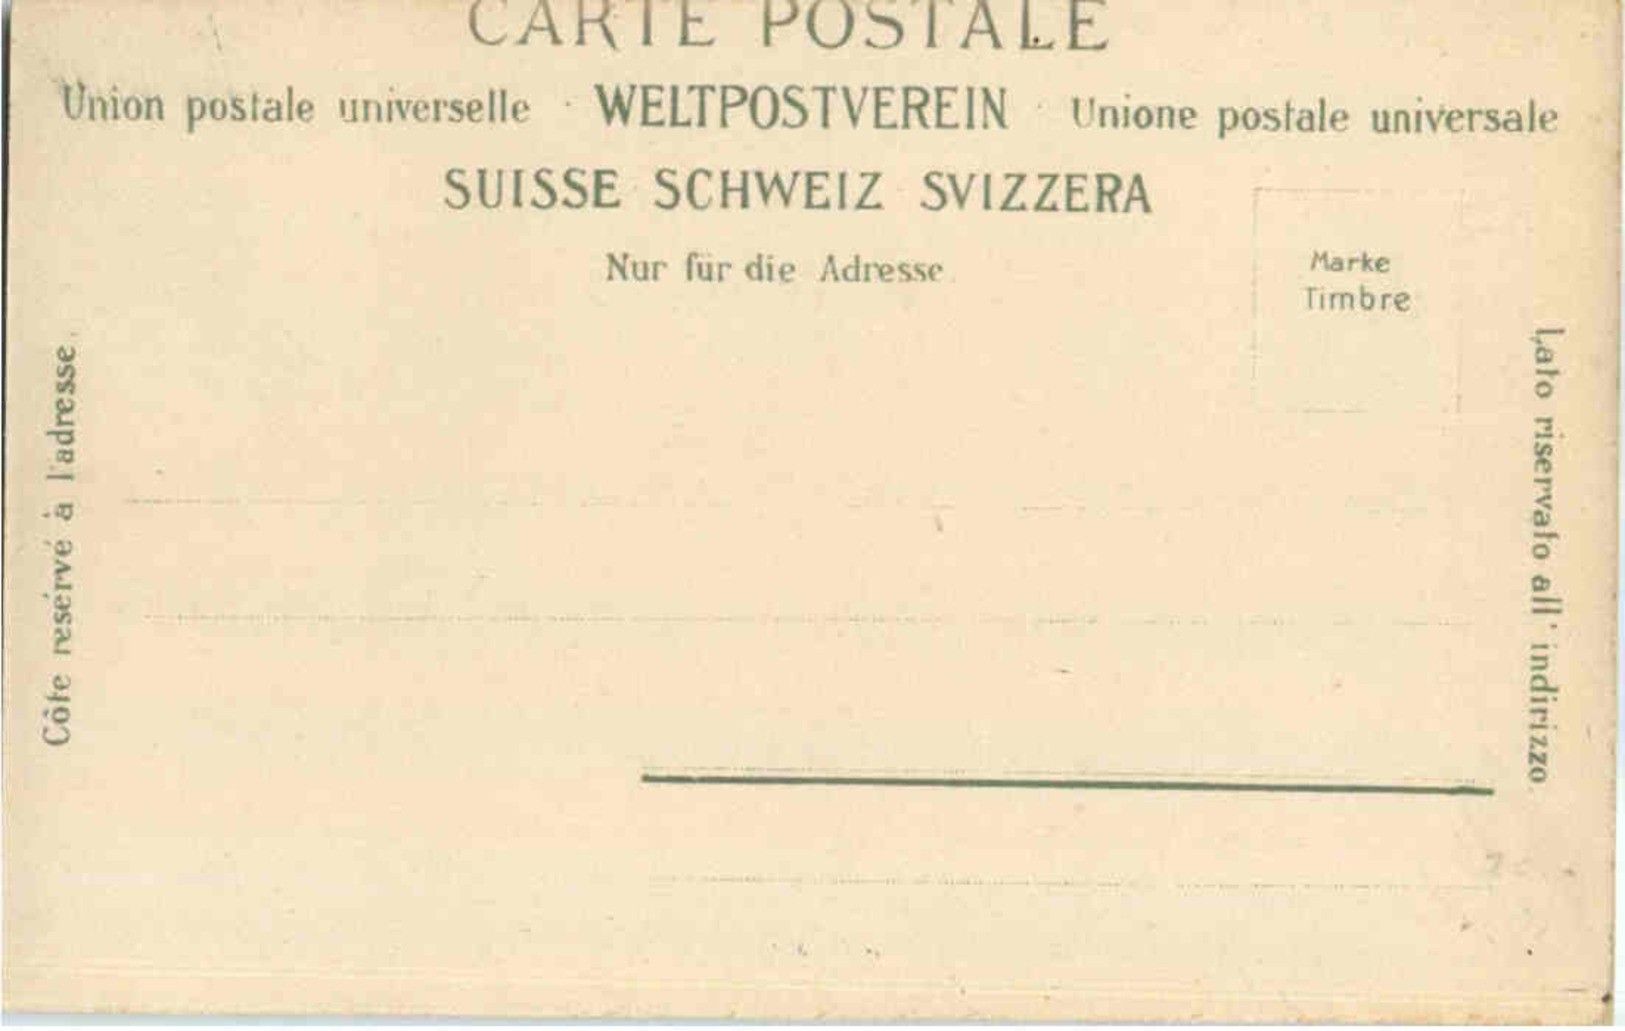 CARTE POSTALE
Union postale universelle · WELTPOSTVEREIN · Unione postale universale
SUISSE SCHWEIZ SVIZZERA
Nur für die Adresse
Marke
Timbre
Côte resérvé à l'adresse.
Lato riservato all' indirizzo.